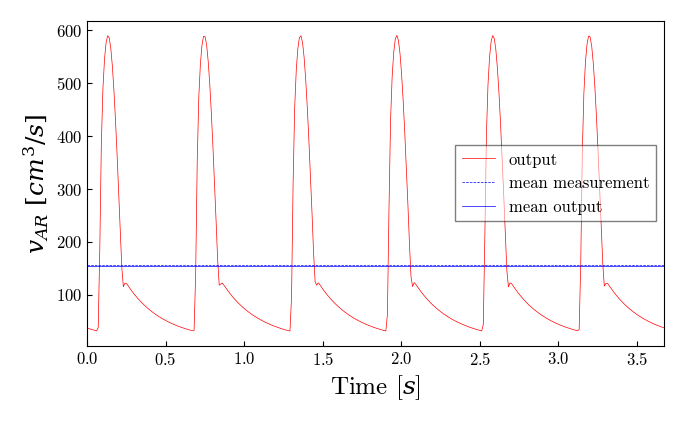 600
500
400
300
200
100
v_AR [cm^3/s]
output
mean measurement
mean output
0.0 0.5 1.0 1.5 2.0 2.5 3.0 3.5
Time [s]